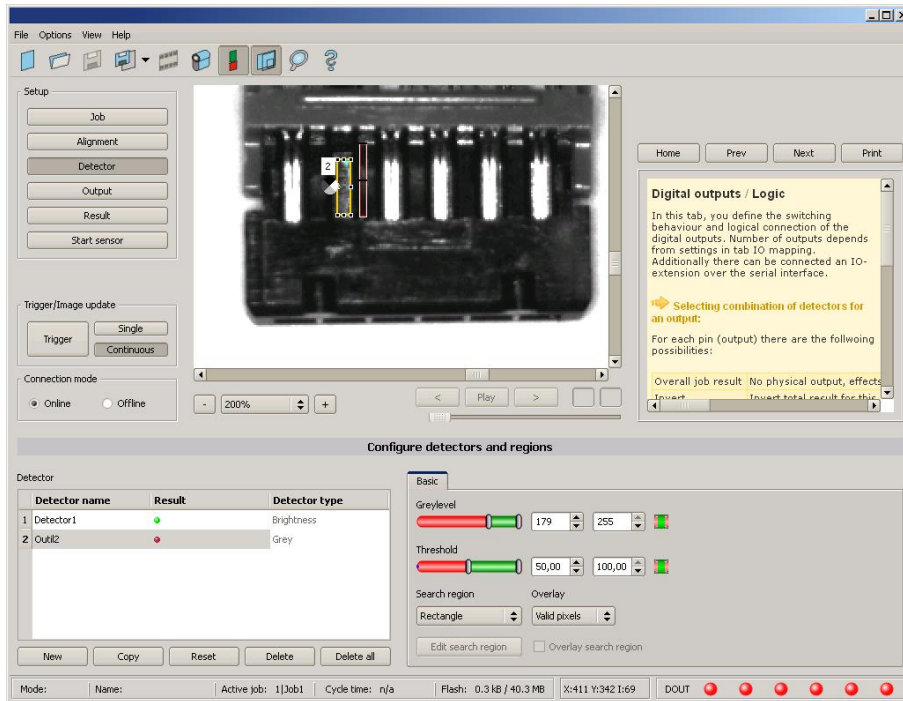 File Options View Help
Setup
Job
Alignment
Detector
Output
Result
Start sensor
Trigger/Image update
Trigger
Single
Continuous
Connection mode
Online Offline
2
- 200% +
< Play >
Home Prev Next Print
Digital outputs / Logic
In this tab, you define the switching
behaviour and logical connection of the
digital outputs. Number of outputs depends
from settings in tab IO mapping.
Additionally there can be connected an IO-
extension over the serial interface.
Selecting combination of detectors for
an output:
For each pin (output) there are the follwoing
possibilities:
Overall job result No physical output, effects
Invert Invert total result for this
Configure detectors and regions
Detector
Detector name Result Detector type
1 Detector1 Brightness
2 Outil2 Grey
New Copy Reset Delete Delete all
Basic
Greylevel
179 255
Threshold
50,00 100,00
Search region Overlay
Rectangle Valid pixels
Edit search region Overlay search region
Mode: Name: Active job: 1|Job1 Cycle time: n/a Flash: 0.3 kB / 40.3 MB X:411 Y:342 I:69 DOUT